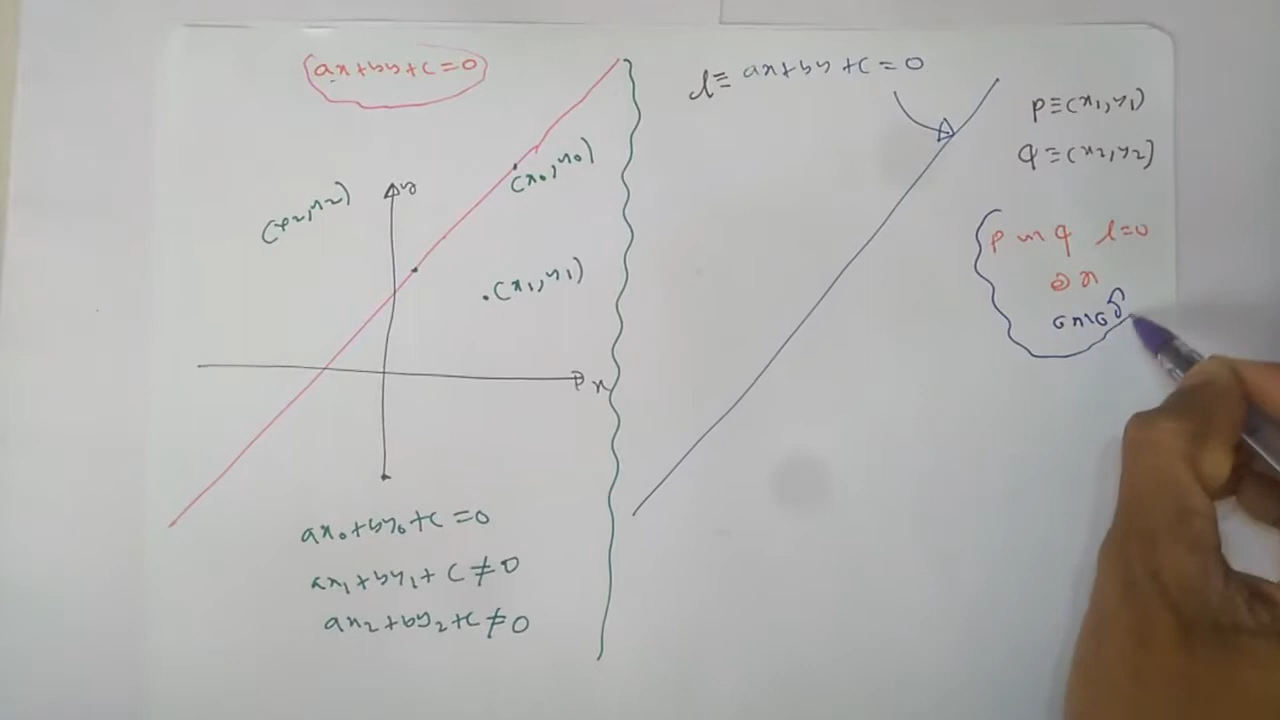 ax+by+c=0
(x₀,y₀)
(x₂,y₂)
y
.(x₁,y₁)
x
ax₀+by₀+c=0
ax₁+by₁+c≠0
ax₂+by₂+c≠0
l≡ ax+by+c=0
P≡(x₁,y₁)
Q≡(x₂,y₂)
P Q l=0